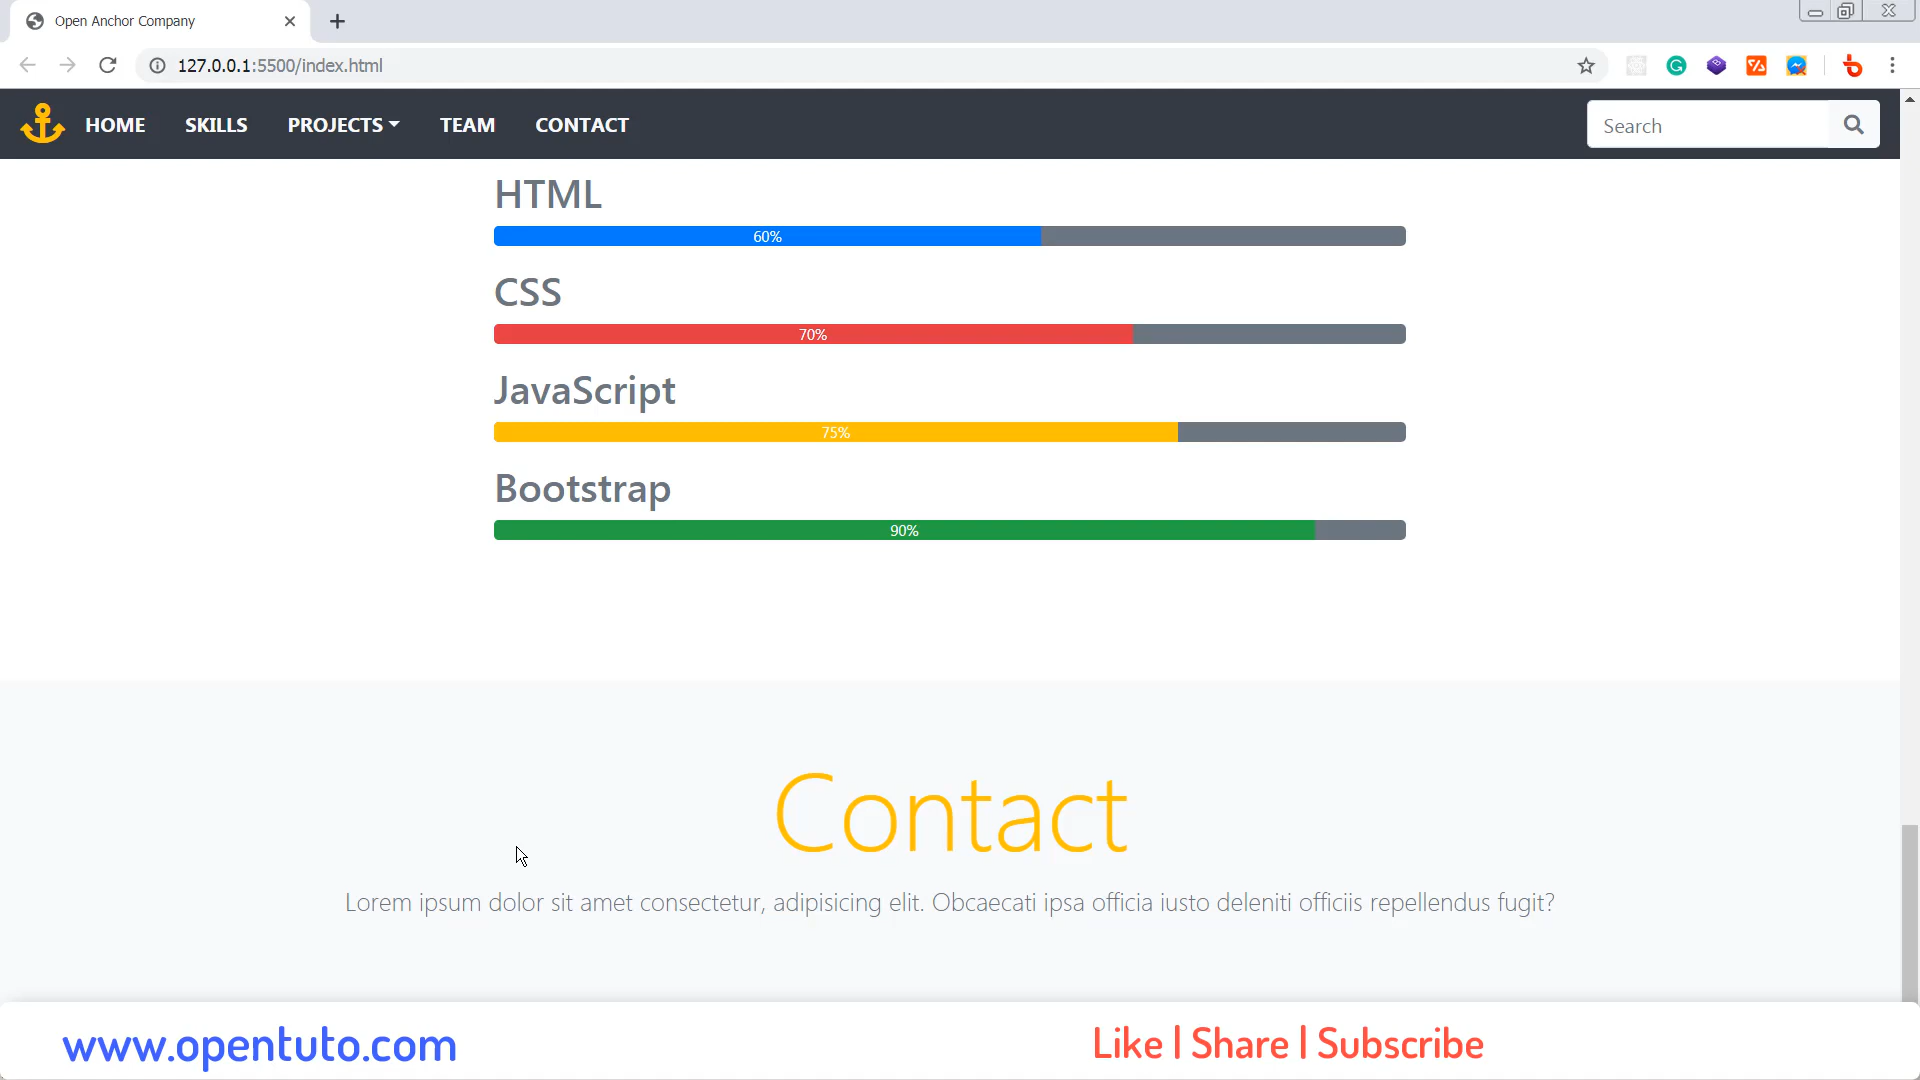 Open Anchor Company
127.0.0.1:5500/index.html
HOME SKILLS PROJECTS TEAM CONTACT Search
HTML
60%
CSS
70%
JavaScript
75%
Bootstrap
90%
Contact
Lorem ipsum dolor sit amet consectetur, adipisicing elit. Obcaecati ipsa officia iusto deleniti officiis repellendus fugit?
www.opentuto.com Like | Share | Subscribe